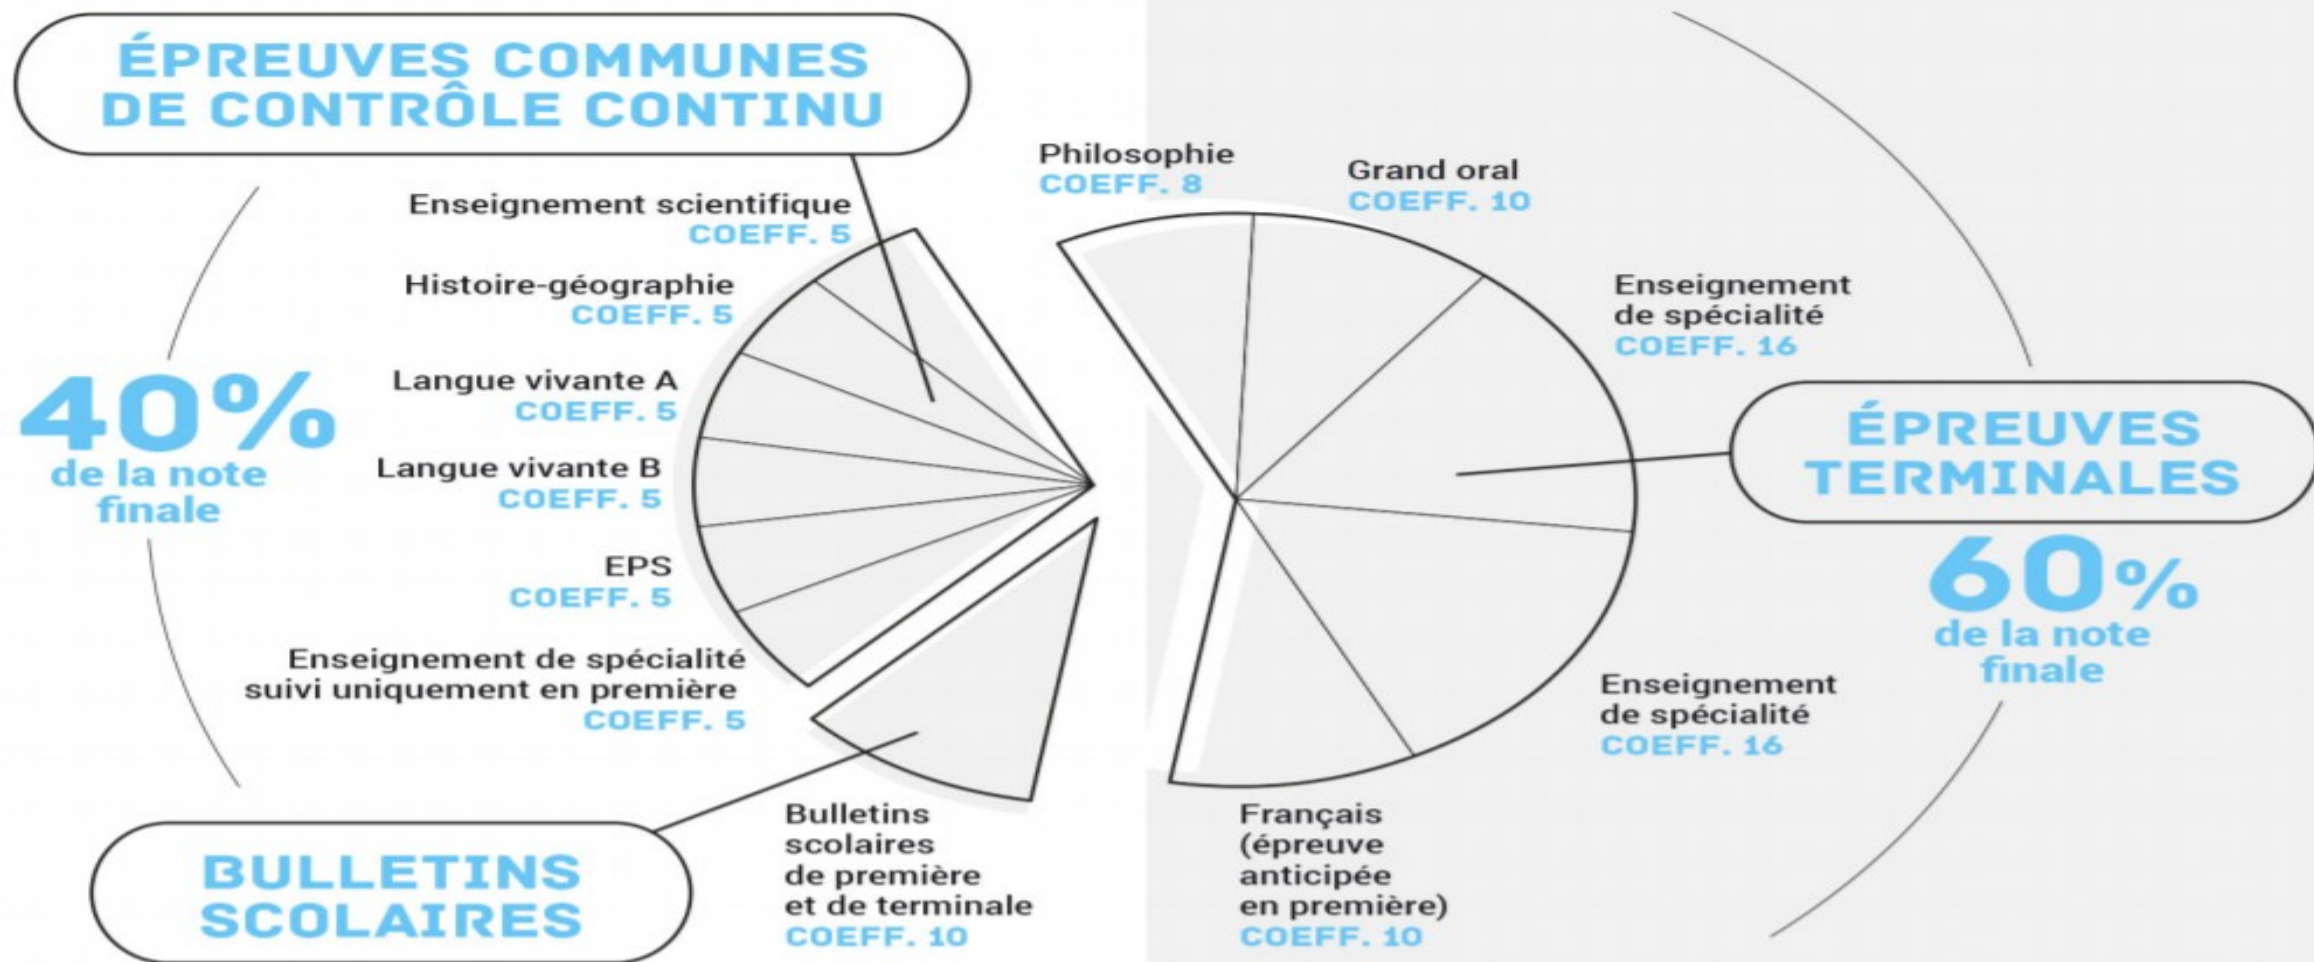 ÉPREUVES COMMUNES
DE CONTRÔLE CONTINU
Enseignement scientifique
COEFF. 5
Histoire-géographie
COEFF. 5
Langue vivante A
COEFF. 5
Langue vivante B
COEFF. 5
EPS
COEFF. 5
Enseignement de spécialité
suivi uniquement en première
COEFF. 5
40%
de la note
finale
BULLETINS
SCOLAIRES
Bulletins
scolaires
de première
et de terminale
COEFF. 10
Philosophie
COEFF. 8
Grand oral
COEFF. 10
Enseignement
de spécialité
COEFF. 16
ÉPREUVES
TERMINALES
60%
de la note
finale
Enseignement
de spécialité
COEFF. 16
Français
(épreuve
anticipée
en première)
COEFF. 10